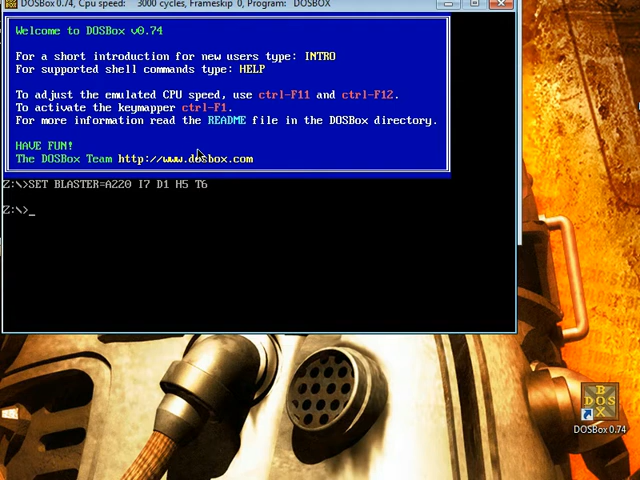 DOSBox 0.74, Cpu speed: 3000 cycles, Frameskip 0, Program: DOSBOX
Welcome to DOSBox v0.74
For a short introduction for new users type: INTRO
For supported shell commands type: HELP
To adjust the emulated CPU speed, use ctrl-F11 and ctrl-F12.
To activate the keymapper ctrl-F1.
For more information read the README file in the DOSBox directory.
HAVE FUN!
The DOSBox Team http://www.dosbox.com
Z:\>SET BLASTER=A220 I7 D1 H5 T6
Z:\>_
B
DOS
X
DOSBox 0.74